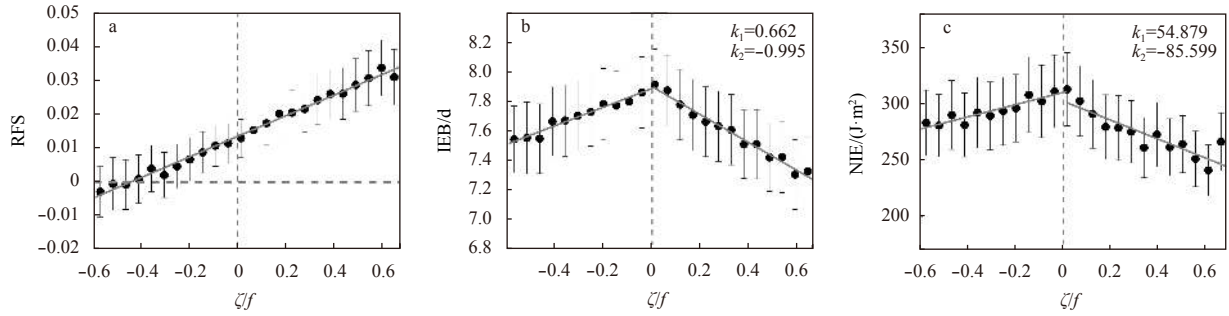 a
0.05
0.04
0.03
0.02
0.01
0
−0.01
−0.02
RFS
−0.6 −0.4 −0.2 0 0.2 0.4 0.6
ζ/f
b
k₁=0.662
k₂=−0.995
8.2
8.0
7.8
7.6
7.4
7.2
7.0
6.8
IEB/d
−0.4 −0.2 0 0.2 0.4 0.6
ζ/f
c
k₁=54.879
k₂=−85.599
350
300
250
200
NIE/(J·m²)
−0.6 −0.4 −0.2 0 0.2 0.4 0.6
ζ/f